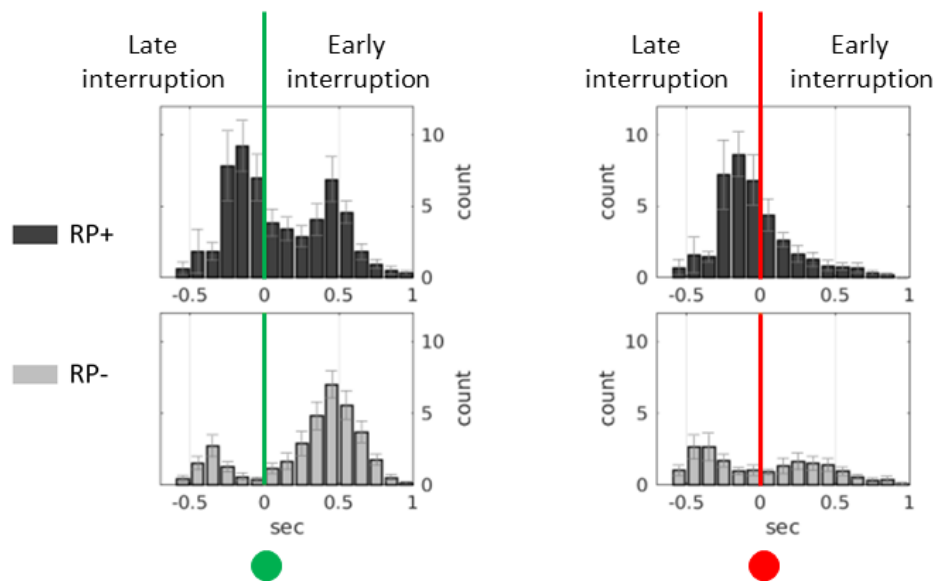 Late interruption
Early interruption
Late interruption
Early interruption
10
5
0
count
-0.5 0 0.5 1
10
5
0
count
-0.5 0 0.5 1
RP+
10
5
0
count
-0.5 0 0.5 1
sec
10
5
0
count
-0.5 0 0.5 1
sec
RP-